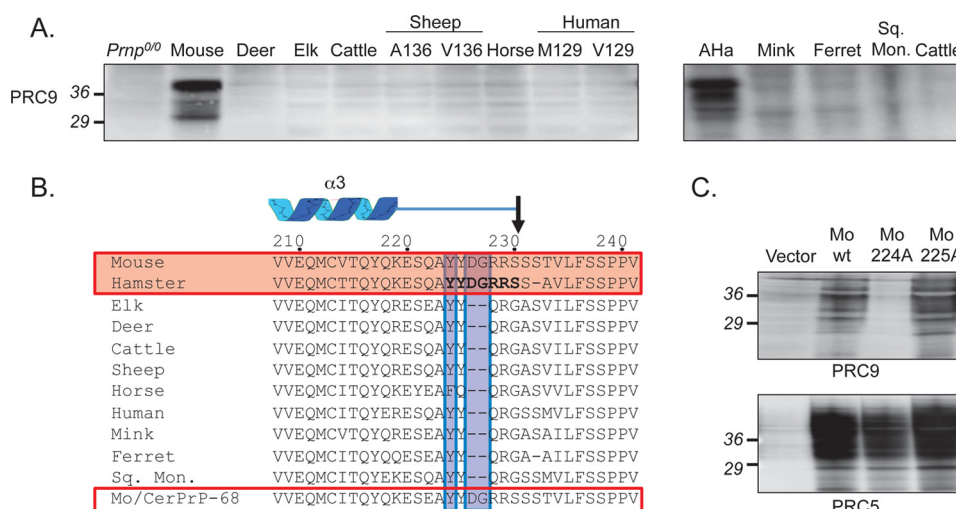 A.
Sheep
Human
Prnp0/0 Mouse Deer Elk Cattle A136 V136 Horse M129 V129
PRC9
36
29
AHa Mink Ferret Sq. Mon. Cattle
B.
α3
210 220 230 240
Mouse VVEQMCVTQYQKESQAYYDGRRSSSTVLFSSPPV
Hamster VVEQMCTTQYQKESQAYYDGRRSS-AVLFSSPPV
Elk VVEQMCITQYQRESQAYY--QRGASVILFSSPPV
Deer VVEQMCITQYQRESQAYY--QRGASVILFSSPPV
Cattle VVEQMCITQYQRESQAYY--QRGASVILFSSPPV
Sheep VVEQMCITQYQRESQAYY--QRGASVILFSSPPV
Horse VVEQMCITQYQKEYEAFQ--QRGASVVLFSSPPV
Human VVEQMCITQYERESQAYY--QRGSSMVLFSSPPV
Mink VVEQMCVTQYQRESEAYY--QRGASAILFSSPPV
Ferret VVEQMCITQYQQESEAYY--QRGA-AILFSSPPV
Sq. Mon. VVEQMCITQYEKESQAYY--QRGSSMVLFSSPPV
Mo/CerPrP-68 VVEQMCITQYQRESQAYYDGRRSSSTVLFSSPPV
C.
Vector Mo wt Mo 224A Mo 225A
36
29
PRC9
36
29
PRC5